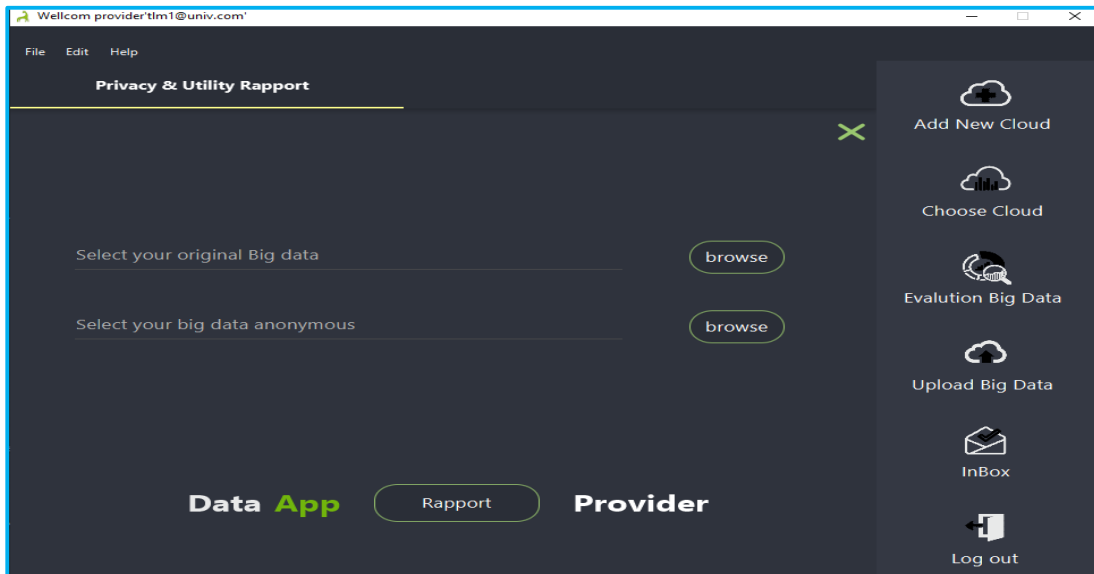 Wellcom provider'tlm1@univ.com'
File Edit Help
Privacy & Utility Rapport
Select your original Big data
browse
Select your big data anonymous
browse
Data App
Rapport
Provider
Add New Cloud
Choose Cloud
Evalution Big Data
Upload Big Data
InBox
Log out